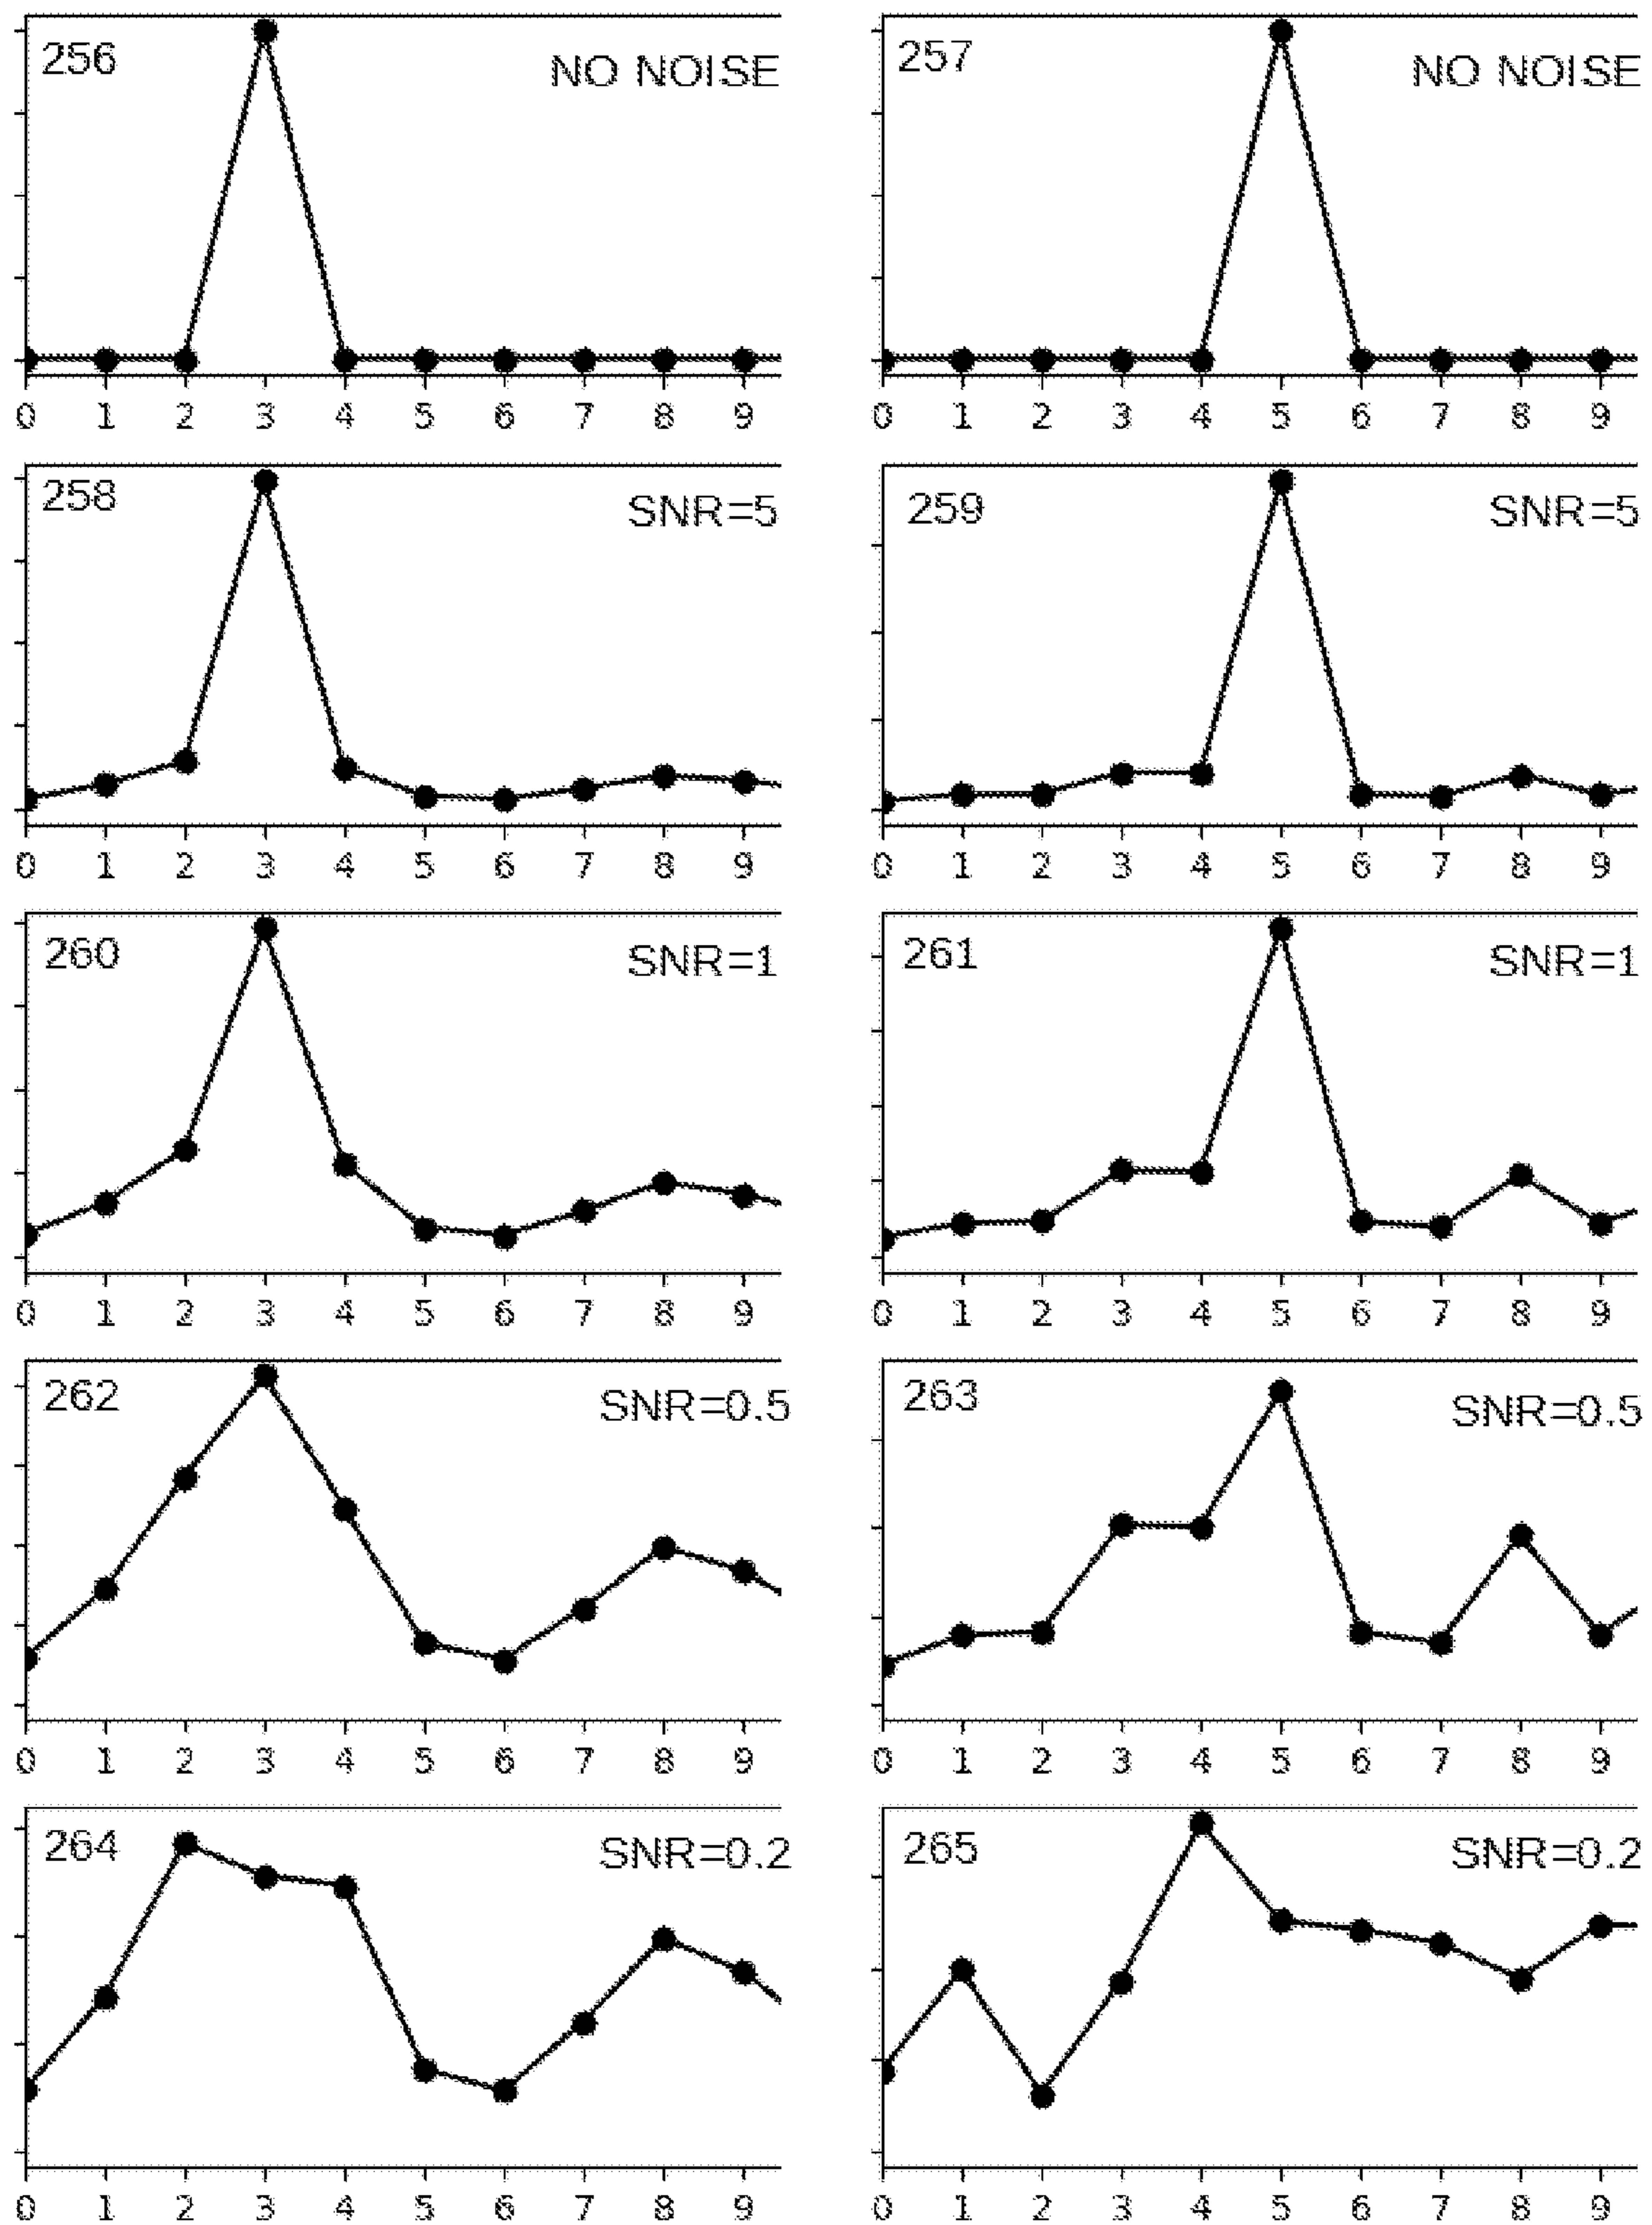 256 NO NOISE
257 NO NOISE
0 1 2 3 4 5 6 7 8 9
0 1 2 3 4 5 6 7 8 9
258 SNR=5
259 SNR=5
0 1 2 3 4 5 6 7 8 9
0 1 2 3 4 5 6 7 8 9
260 SNR=1
261 SNR=1
0 1 2 3 4 5 6 7 8 9
0 1 2 3 4 5 6 7 8 9
262 SNR=0.5
263 SNR=0.5
0 1 2 3 4 5 6 7 8 9
0 1 2 3 4 5 6 7 8 9
264 SNR=0.2
265 SNR=0.2
0 1 2 3 4 5 6 7 8 9
0 1 2 3 4 5 6 7 8 9